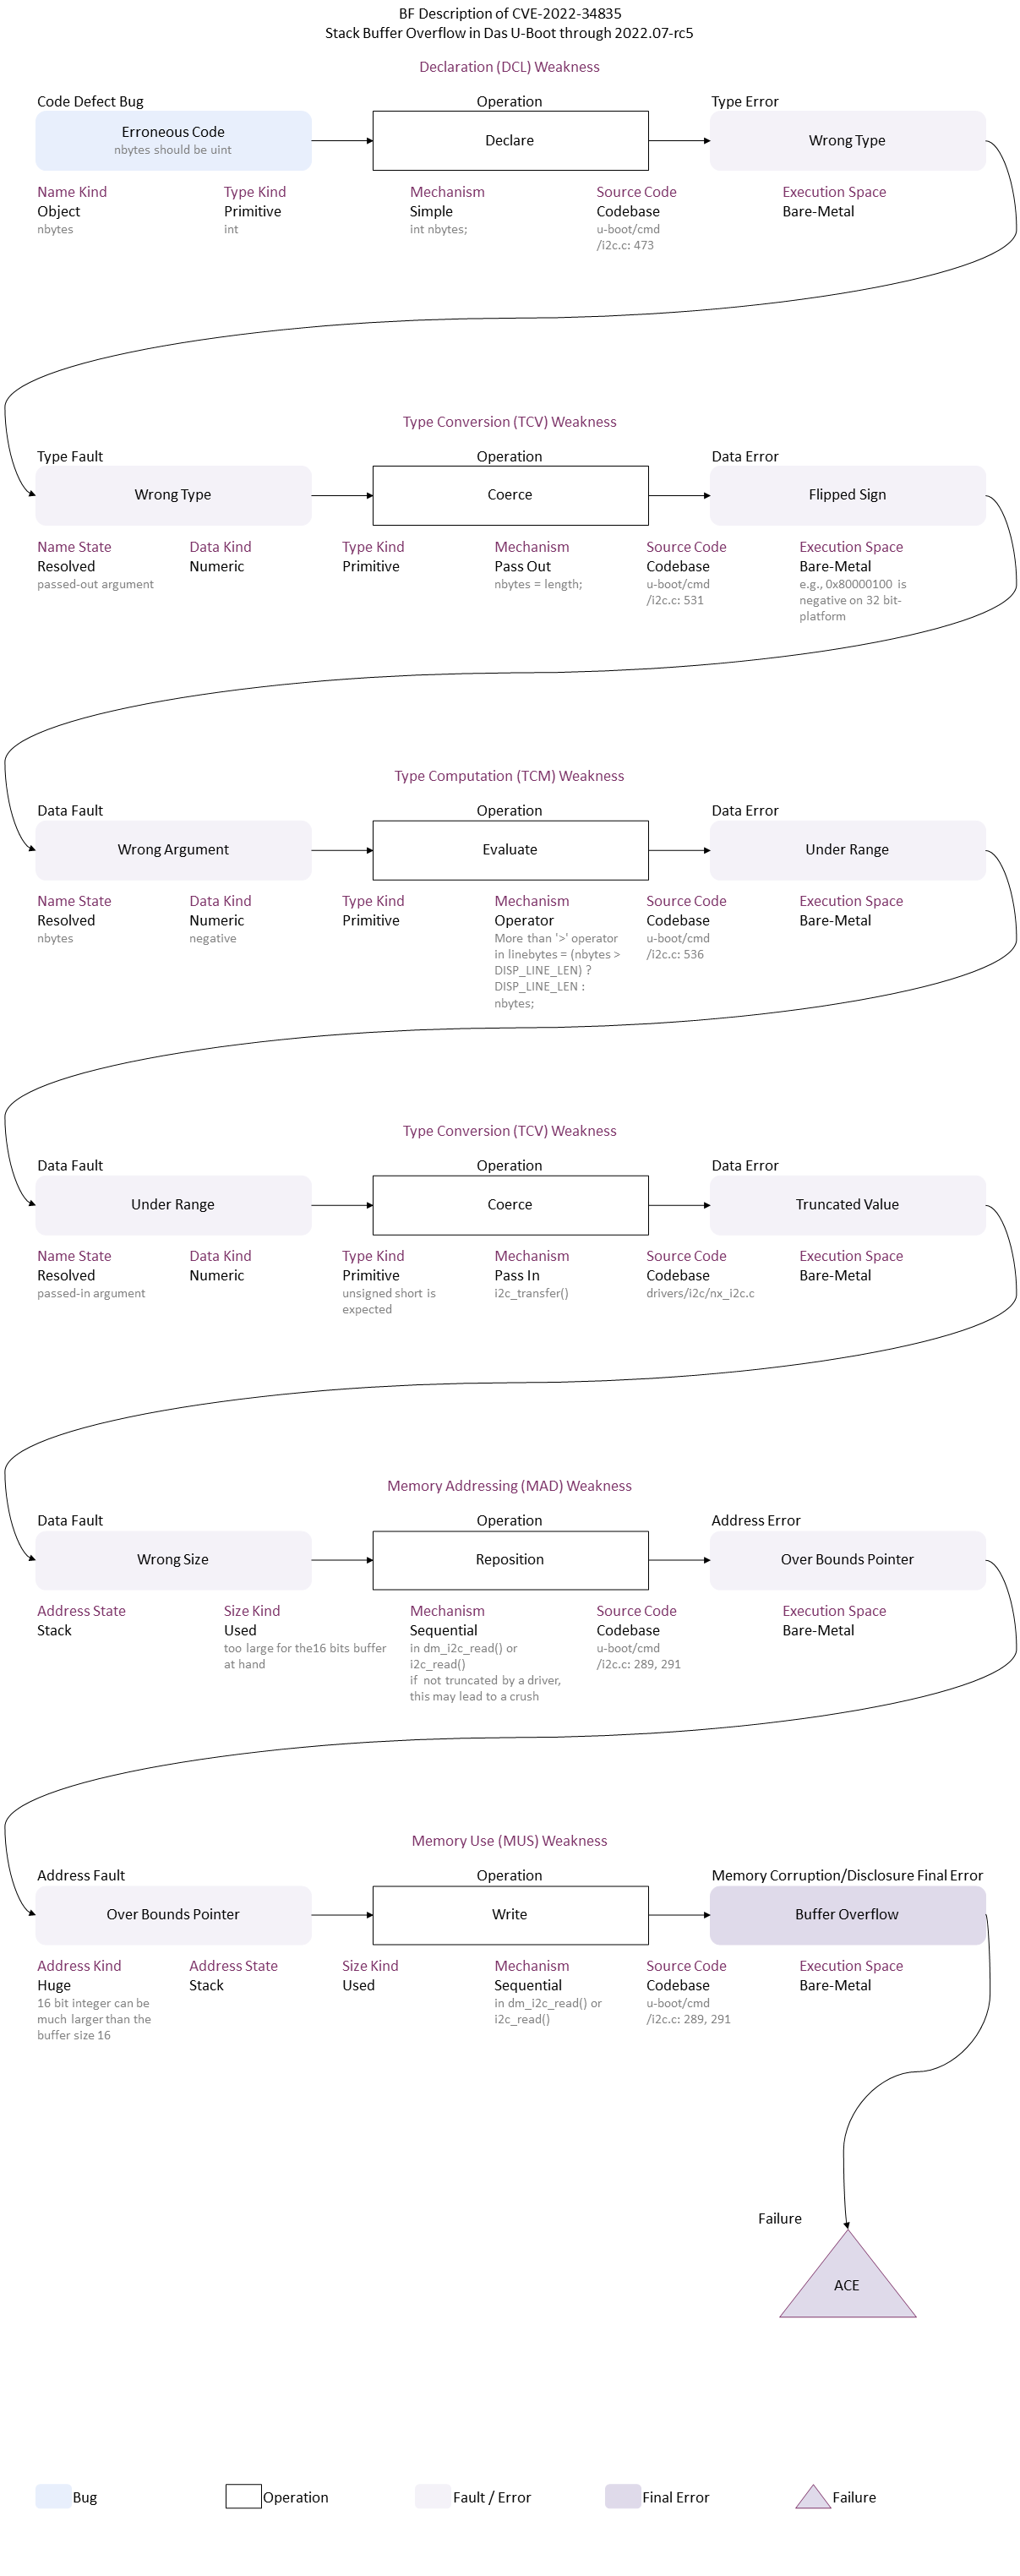 BF Description of CVE-2022-34835
Stack Buffer Overflow in Das U-Boot through 2022.07-rc5
Declaration (DCL) Weakness
Code Defect Bug
Operation
Type Error
Erroneous Code
nbytes should be uint
Declare
Wrong Type
Name Kind
Object
nbytes
Type Kind
Primitive
int
Mechanism
Simple
int nbytes;
Source Code
Codebase
u-boot/cmd
/i2c.c: 473
Execution Space
Bare-Metal
Type Conversion (TCV) Weakness
Type Fault
Operation
Data Error
Wrong Type
Coerce
Flipped Sign
Name State
Resolved
passed-out argument
Data Kind
Numeric
Type Kind
Primitive
Mechanism
Pass Out
nbytes = length;
Source Code
Codebase
u-boot/cmd
/i2c.c: 531
Execution Space
Bare-Metal
e.g., 0x80000100 is
negative on 32 bit-
platform
Type Computation (TCM) Weakness
Data Fault
Operation
Data Error
Wrong Argument
Evaluate
Under Range
Name State
Resolved
nbytes
Data Kind
Numeric
negative
Type Kind
Primitive
Mechanism
Operator
More than '>' operator
in linebytes = (nbytes >
DISP_LINE_LEN) ?
DISP_LINE_LEN :
nbytes;
Source Code
Codebase
u-boot/cmd
/i2c.c: 536
Execution Space
Bare-Metal
Type Conversion (TCV) Weakness
Data Fault
Operation
Data Error
Under Range
Coerce
Truncated Value
Name State
Resolved
passed-in argument
Data Kind
Numeric
Type Kind
Primitive
unsigned short is
expected
Mechanism
Pass In
i2c_transfer()
Source Code
Codebase
drivers/i2c/nx_i2c.c
Execution Space
Bare-Metal
Memory Addressing (MAD) Weakness
Data Fault
Operation
Address Error
Wrong Size
Reposition
Over Bounds Pointer
Address State
Stack
Size Kind
Used
too large for the16 bits buffer
at hand
Mechanism
Sequential
in dm_i2c_read() or
i2c_read()
if not truncated by a driver,
this may lead to a crush
Source Code
Codebase
u-boot/cmd
/i2c.c: 289, 291
Execution Space
Bare-Metal
Memory Use (MUS) Weakness
Address Fault
Operation
Memory Corruption/Disclosure Final Error
Over Bounds Pointer
Write
Buffer Overflow
Address Kind
Huge
16 bit integer can be
much larger than the
buffer size 16
Address State
Stack
Size Kind
Used
Mechanism
Sequential
in dm_i2c_read() or
i2c_read()
Source Code
Codebase
u-boot/cmd
/i2c.c: 289, 291
Execution Space
Bare-Metal
Failure
ACE
Bug
Operation
Fault / Error
Final Error
Failure